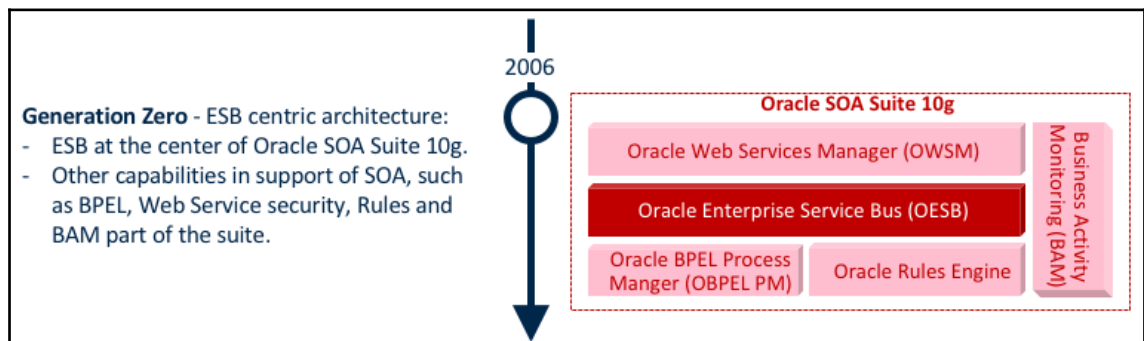 2006
Generation Zero - ESB centric architecture:
- ESB at the center of Oracle SOA Suite 10g.
- Other capabilities in support of SOA, such
as BPEL, Web Service security, Rules and
BAM part of the suite.
Oracle SOA Suite 10g
Oracle Web Services Manager (OWSM)
Oracle Enterprise Service Bus (OESB)
Oracle BPEL Process
Manger (OBPEL PM)
Oracle Rules Engine
Business Activity
Monitoring (BAM)